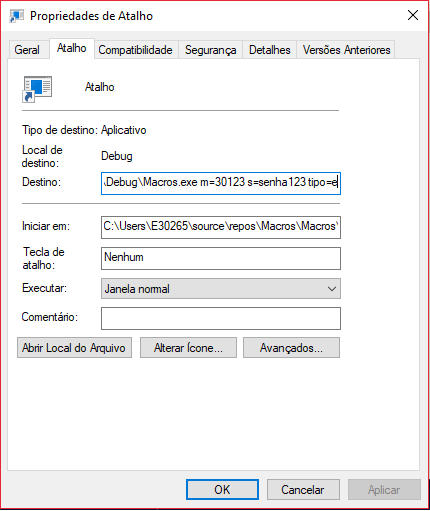 Propriedades de Atalho
Geral Atalho Compatibilidade Segurança Detalhes Versões Anteriores
Atalho
Tipo de destino: Aplicativo
Local de
destino: Debug
Destino: .\Debug\Macros.exe m=30123 s=senha123 tipo=e
Iniciar em: C:\Users\E30265\source\repos\Macros\Macros\
Tecla de
atalho: Nenhum
Executar: Janela normal
Comentário:
Abrir Local do Arquivo Alterar Ícone... Avançados...
OK Cancelar Aplicar